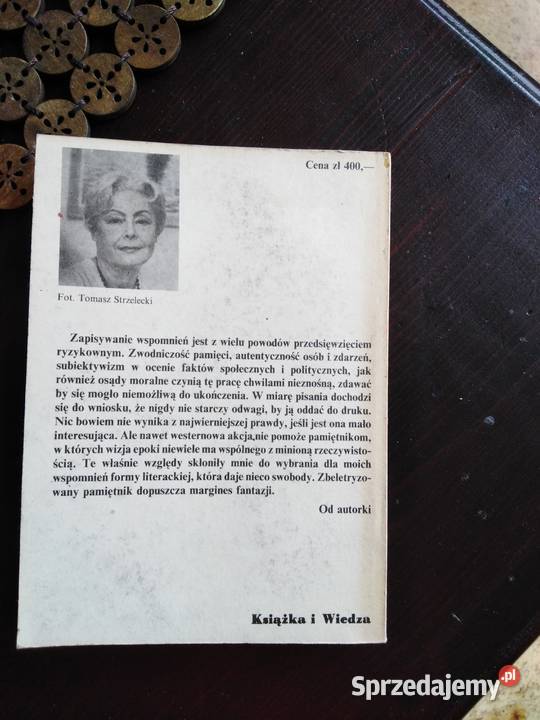 Cena zł 400,—
Fot. Tomasz Strzelecki
Zapisywanie wspomnień jest z wielu powodów przedsięwzięciem
ryzykownym. Zwodniczość pamięci, autentyczność osób i zdarzeń,
subiektywizm w ocenie faktów społecznych i politycznych, jak
również osądy moralne czynią tę pracę chwilami nieznośną, zdawać
by się mogło niemożliwą do ukończenia. W miarę pisania dochodzi
się do wniosku, że nigdy nie starczy odwagi, by ją oddać do druku.
Nic bowiem nie wynika z najwierniejszej prawdy, jeśli jest ona mało
interesująca. Ale nawet westernowa akcja,nie pomoże pamiętnikom,
w których wizja epoki niewiele ma wspólnego z minioną rzeczywisto-
ścią. Te właśnie względy skłoniły mnie do wybrania dla moich
wspomnień formy literackiej, która daje nieco swobody. Zbeletryzo-
wany pamiętnik dopuszcza margines fantazji.
Od autorki
Książka i Wiedza
Sprzedajemy.pl